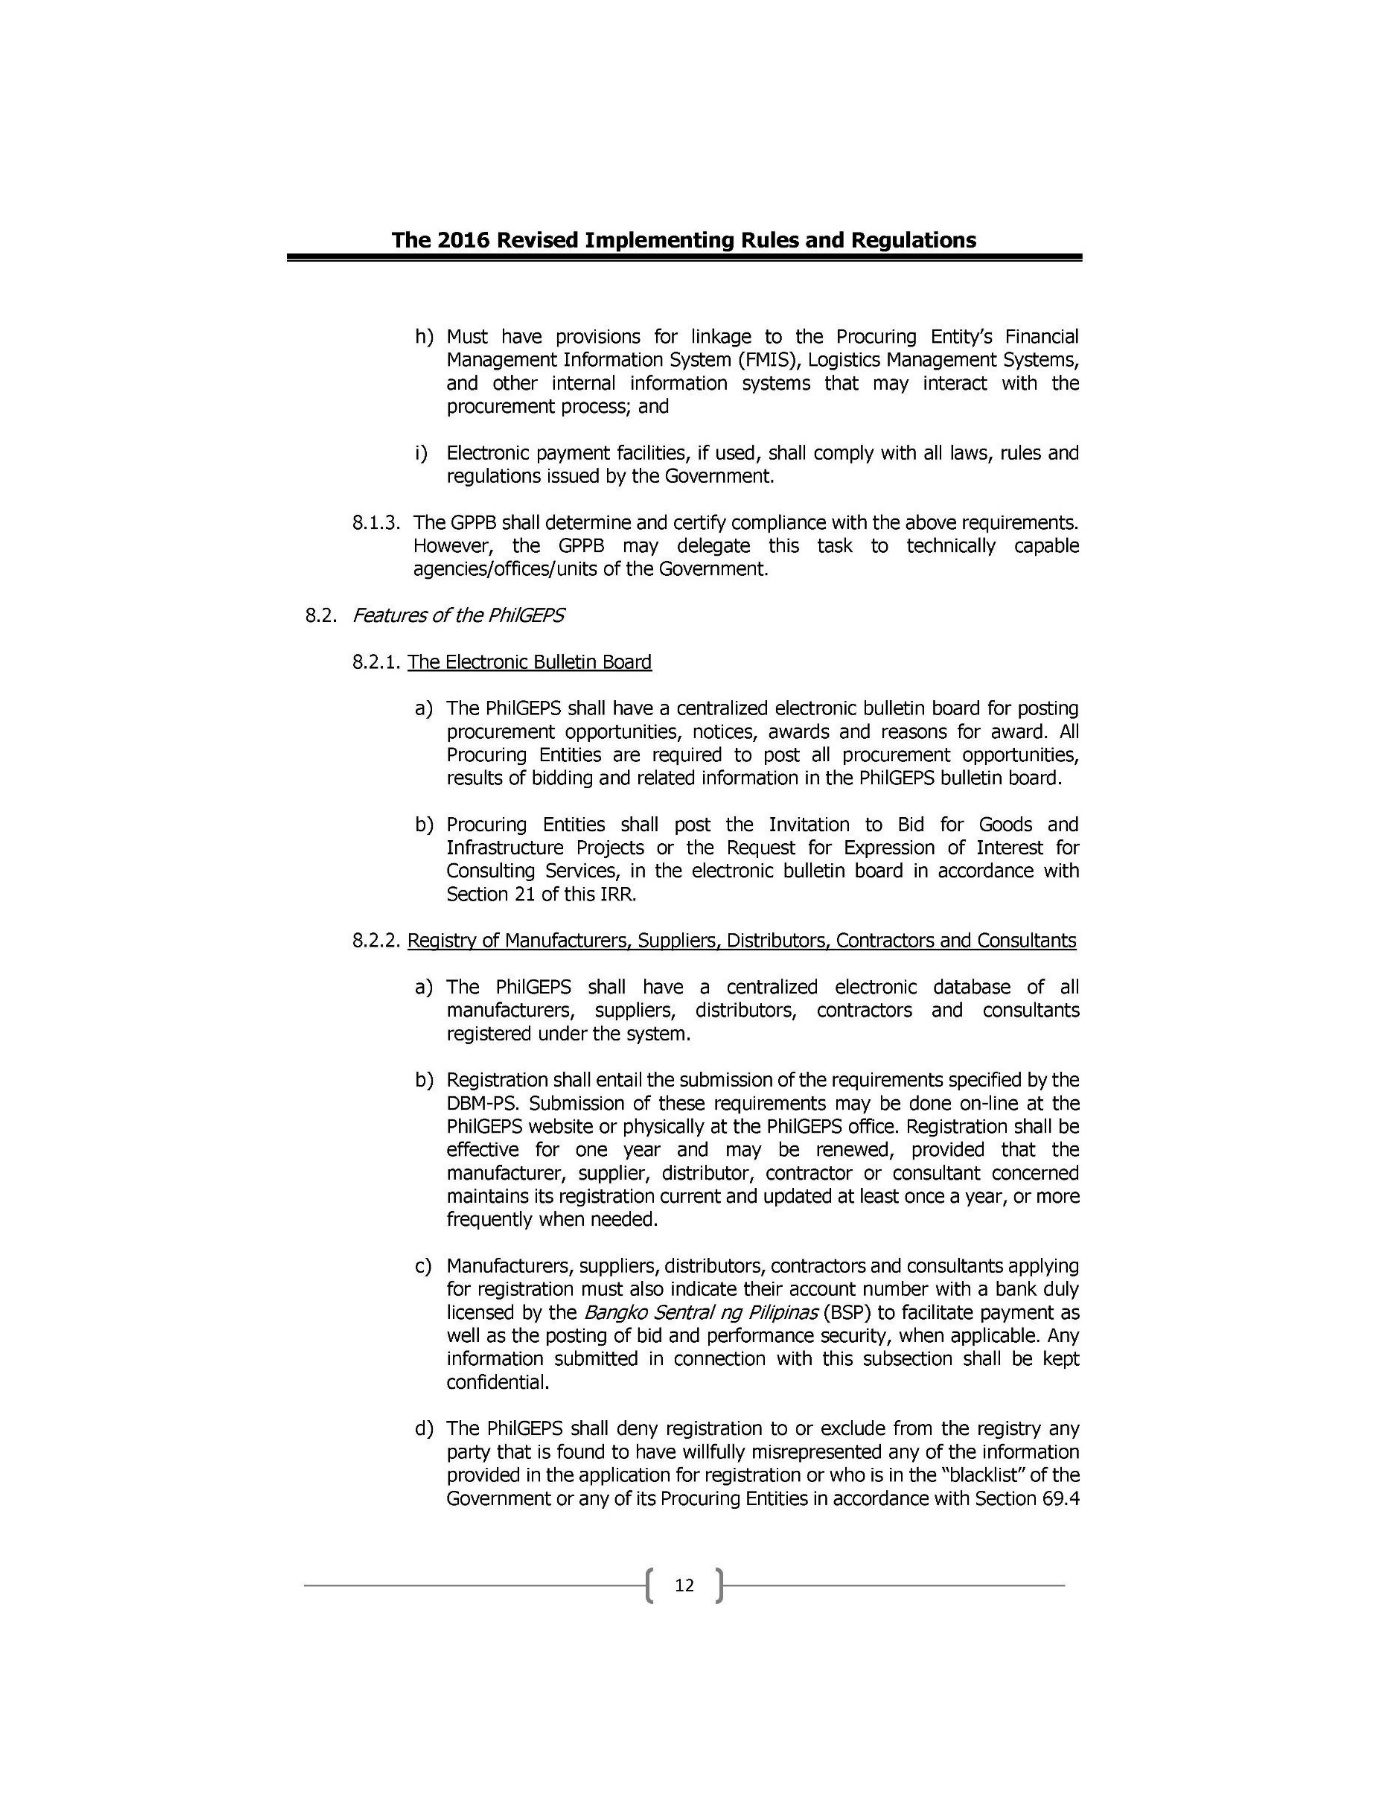 The 2016 Revised Implementing Rules and Regulations
h) Must have provisions for linkage to the Procuring Entity’s Financial
Management Information System (FMIS), Logistics Management Systems,
and other internal information systems that may interact with the
procurement process; and
i) Electronic payment facilities, if used, shall comply with all laws, rules and
regulations issued by the Government.
8.1.3. The GPPB shall determine and certify compliance with the above requirements.
However, the GPPB may delegate this task to technically capable
agencies/offices/units of the Government.
8.2. Features of the PhilGEPS
8.2.1. The Electronic Bulletin Board
a) The PhilGEPS shall have a centralized electronic bulletin board for posting
procurement opportunities, notices, awards and reasons for award. All
Procuring Entities are required to post all procurement opportunities,
results of bidding and related information in the PhilGEPS bulletin board.
b) Procuring Entities shall post the Invitation to Bid for Goods and
Infrastructure Projects or the Request for Expression of Interest for
Consulting Services, in the electronic bulletin board in accordance with
Section 21 of this IRR.
8.2.2. Registry of Manufacturers, Suppliers, Distributors, Contractors and Consultants
a) The PhilGEPS shall have a centralized electronic database of all
manufacturers, suppliers, distributors, contractors and consultants
registered under the system.
b) Registration shall entail the submission of the requirements specified by the
DBM-PS. Submission of these requirements may be done on-line at the
PhilGEPS website or physically at the PhilGEPS office. Registration shall be
effective for one year and may be renewed, provided that the
manufacturer, supplier, distributor, contractor or consultant concerned
maintains its registration current and updated at least once a year, or more
frequently when needed.
c) Manufacturers, suppliers, distributors, contractors and consultants applying
for registration must also indicate their account number with a bank duly
licensed by the Bangko Sentral ng Pilipinas (BSP) to facilitate payment as
well as the posting of bid and performance security, when applicable. Any
information submitted in connection with this subsection shall be kept
confidential.
d) The PhilGEPS shall deny registration to or exclude from the registry any
party that is found to have willfully misrepresented any of the information
provided in the application for registration or who is in the “blacklist” of the
Government or any of its Procuring Entities in accordance with Section 69.4
12